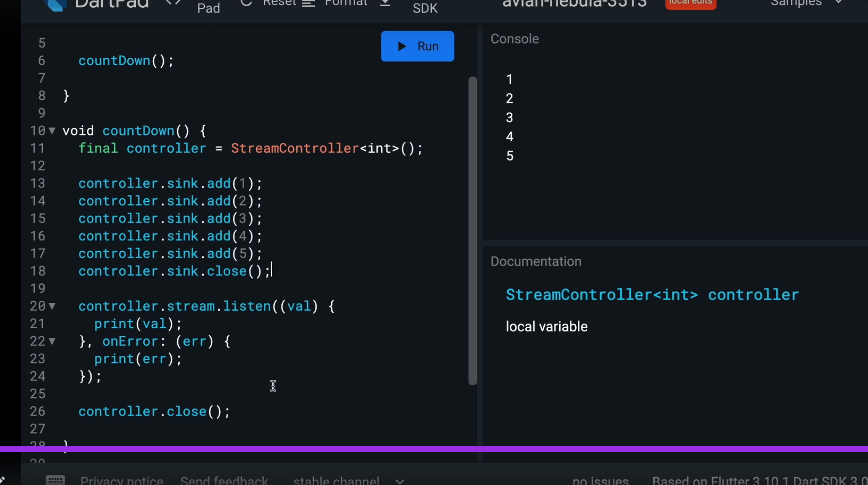 DartPad
<>
Pad
Reset
Format
SDK
avian-nebula-3513
local edits
Samples
5
6 countDown();
7
8 }
9
10 void countDown() {
11 final controller = StreamController<int>();
12
13 controller.sink.add(1);
14 controller.sink.add(2);
15 controller.sink.add(3);
16 controller.sink.add(4);
17 controller.sink.add(5);
18 controller.sink.close();
19
20 controller.stream.listen((val) {
21 print(val);
22 }, onError: (err) {
23 print(err);
24 });
25
26 controller.close();
27
28 }
Run
Console
1
2
3
4
5
Documentation
StreamController<int> controller
local variable
Privacy notice Send feedback stable channel no issues Based on Flutter 3.10.1 Dart SDK 3.0